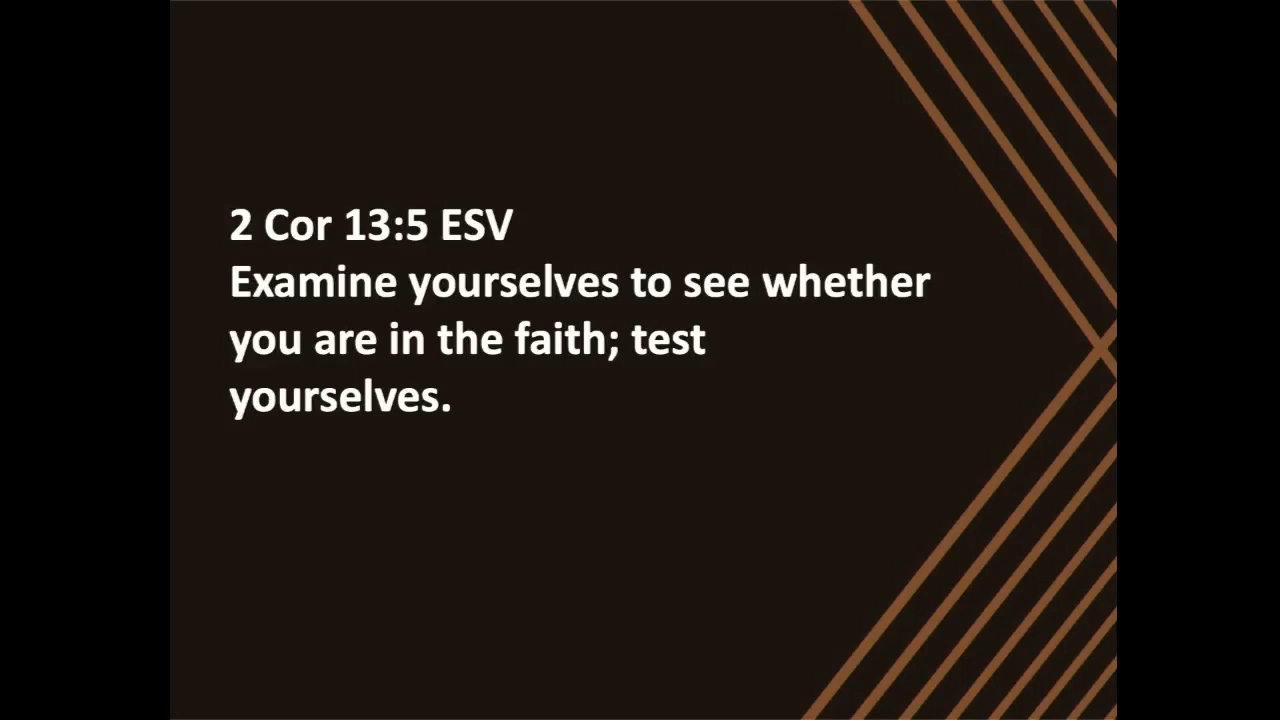 2 Cor 13:5 ESV
Examine yourselves to see whether
you are in the faith; test
yourselves.